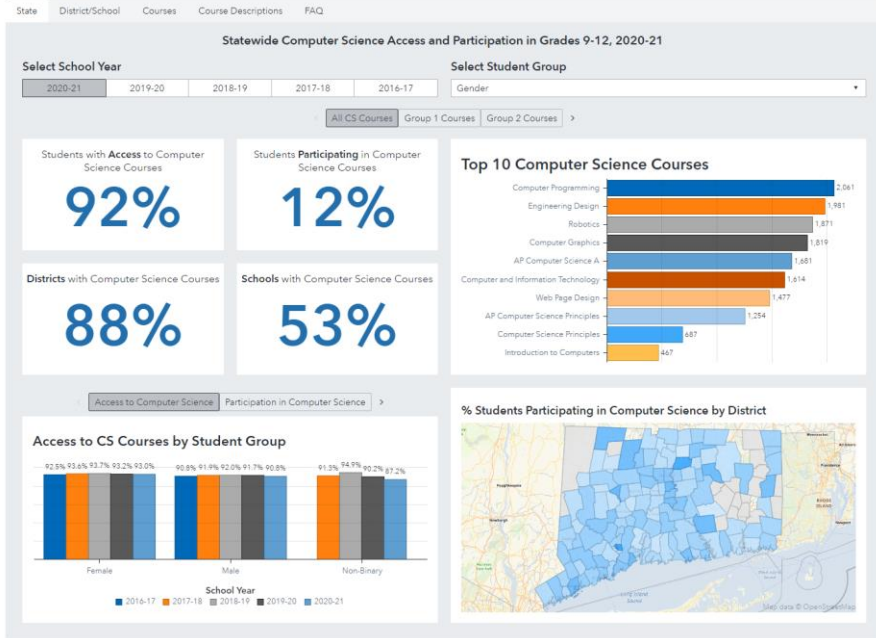 State District/School Courses Course Descriptions FAQ
Statewide Computer Science Access and Participation in Grades 9-12, 2020-21
Select School Year
2020-21 2019-20 2018-19 2017-18 2016-17
Select Student Group
Gender
All CS Courses Group 1 Courses Group 2 Courses >
Students with Access to Computer
Science Courses
92%
Students Participating in Computer
Science Courses
12%
Districts with Computer Science Courses
88%
Schools with Computer Science Courses
53%
Top 10 Computer Science Courses
Computer Programming 2,061
Engineering Design 1,981
Robotics 1,871
Computer Graphics 1,819
AP Computer Science A 1,681
Computer and Information Technology 1,614
Web Page Design 1,477
AP Computer Science Principles 1,254
Computer Science Principles 687
Introduction to Computers 467
Access to Computer Science Participation in Computer Science >
Access to CS Courses by Student Group
92.5% 93.6% 93.7% 93.2% 93.0% 90.8% 91.9% 92.0% 91.7% 90.8% 91.3% 94.9% 90.2% 87.2%
Female Male Non-Binary
School Year
2016-17 2017-18 2018-19 2019-20 2020-21
% Students Participating in Computer Science by District
Poughkeepsie
Newburgh
Long Island
Sound
Map data © OpenStreetMap